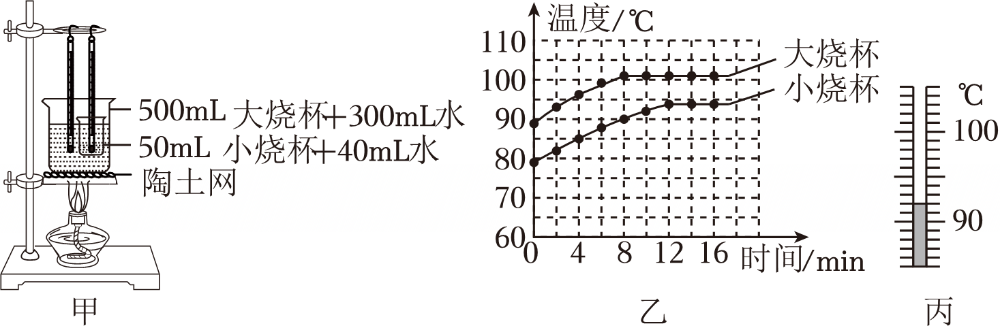 500mL 大烧杯+300mL水
50mL 小烧杯+40mL水
陶土网
甲
温度/℃
110
100
90
80
70
60
0 4 8 12 16 时间/min
大烧杯
小烧杯
乙
℃
100
90
丙